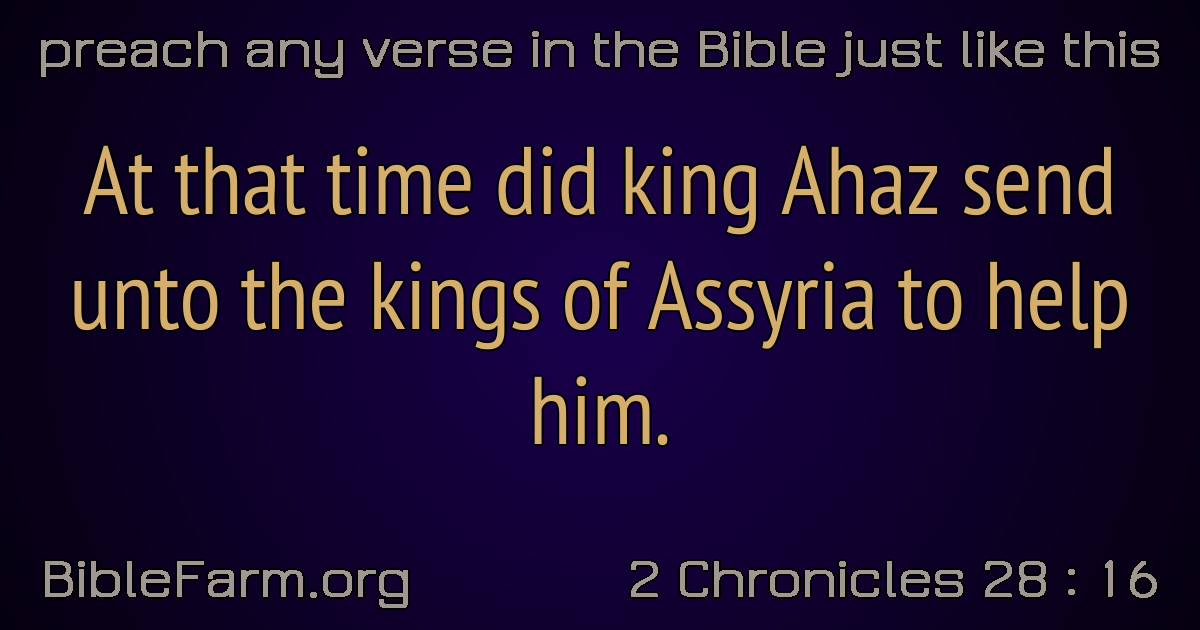 preach any verse in the Bible just like this
At that time did king Ahaz send
unto the kings of Assyria to help
him.
BibleFarm.org
2 Chronicles 28 : 16